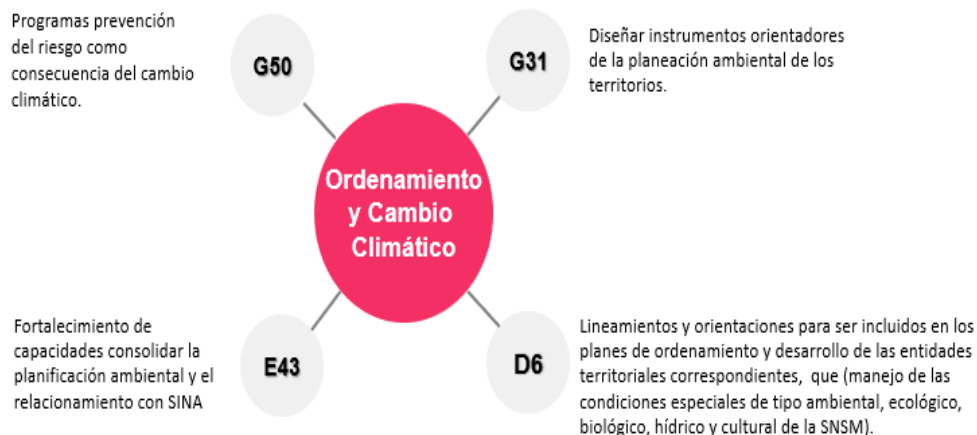 Programas prevención
del riesgo como
consecuencia del cambio
climático.
G50
G31
Diseñar instrumentos orientadores
de la planeación ambiental de los
territorios.
Ordenamiento
y Cambio
Climático
Fortalecimiento de
capacidades consolidar la
planificación ambiental y el
relacionamiento con SINA
E43
D6
Lineamientos y orientaciones para ser incluidos en los
planes de ordenamiento y desarrollo de las entidades
territoriales correspondientes, que (manejo de las
condiciones especiales de tipo ambiental, ecológico,
biológico, hídrico y cultural de la SNSM).